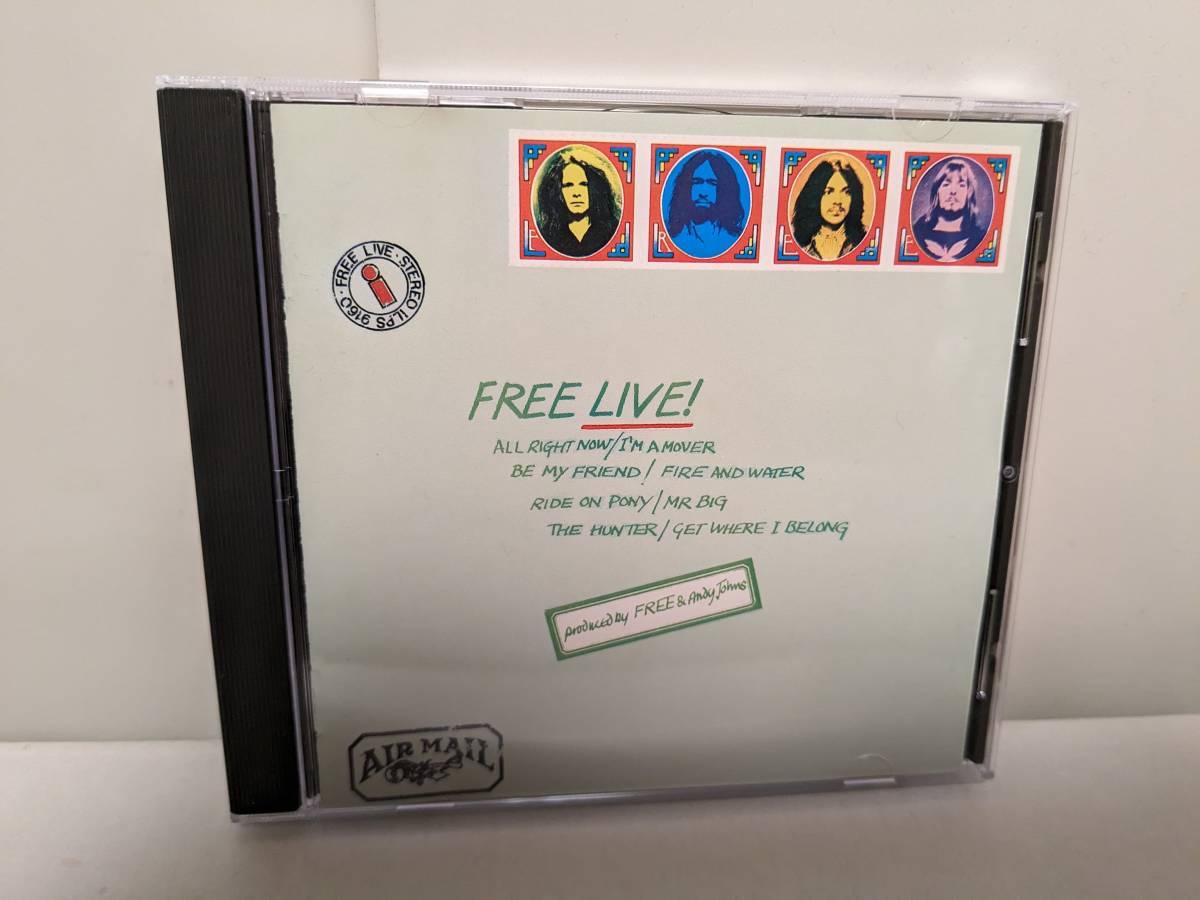 F R E E
FREE LIVE · STEREO ILPS 9160 ·
i
FREE LIVE!
ALL RIGHT NOW/I'M A MOVER
BE MY FRIEND/ FIRE AND WATER
RIDE ON PONY/MR BIG
THE HUNTER/GET WHERE I BELONG
produced by FREE & Andy Johns
AIR MAIL